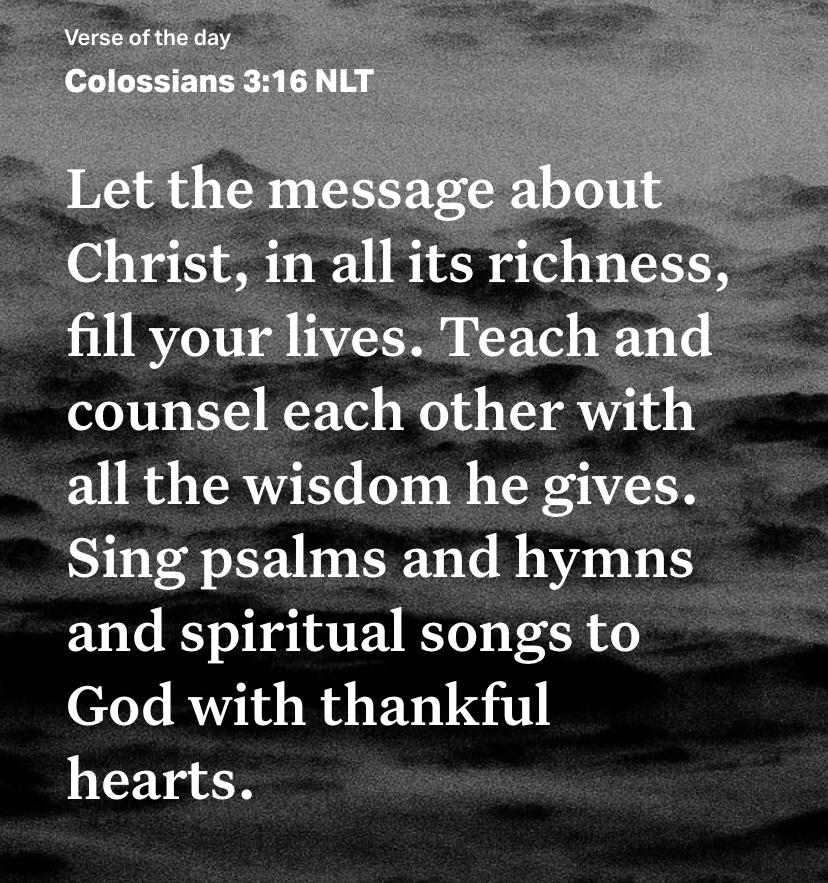 Verse of the day
Colossians 3:16 NLT
Let the message about
Christ, in all its richness,
fill your lives. Teach and
counsel each other with
all the wisdom he gives.
Sing psalms and hymns
and spiritual songs to
God with thankful
hearts.